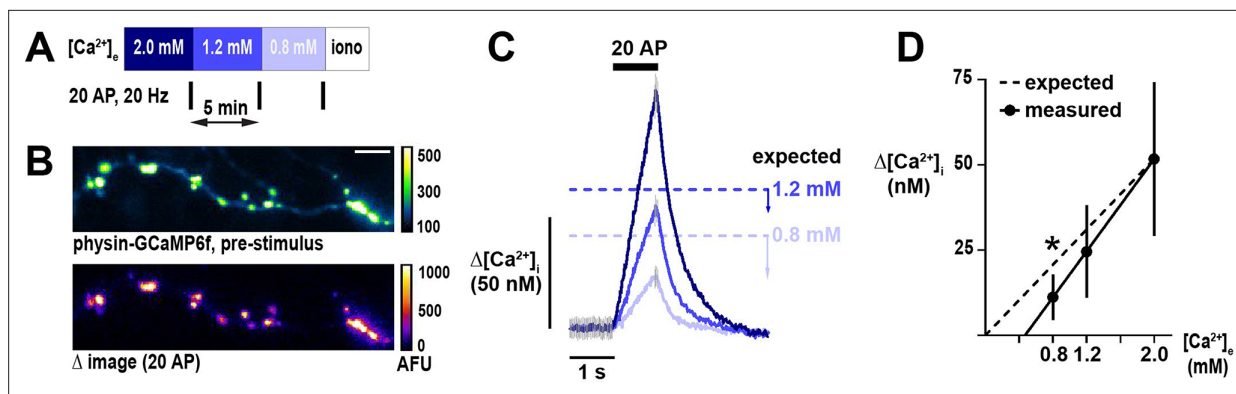 A
[Ca²⁺]ₑ 2.0 mM 1.2 mM 0.8 mM iono
20 AP, 20 Hz
5 min
B
500
300
100
physin-GCaMP6f, pre-stimulus
1000
500
0
Δ image (20 AP)
AFU
C
20 AP
expected
1.2 mM
0.8 mM
Δ[Ca²⁺]ᵢ
(50 nM)
1 s
D
75
expected
measured
Δ[Ca²⁺]ᵢ
(nM)
50
25
*
0.8 1.2 2.0
[Ca²⁺]ₑ
(mM)